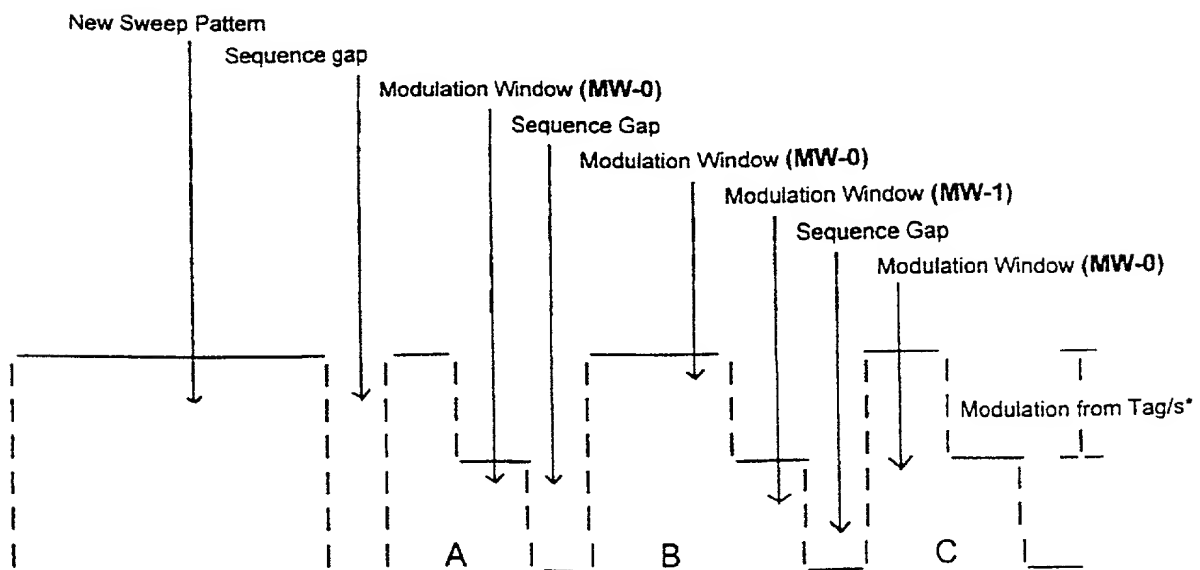 New Sweep Pattern
Sequence gap
Modulation Window (MW-0)
Sequence Gap
Modulation Window (MW-0)
Modulation Window (MW-1)
Sequence Gap
Modulation Window (MW-0)
Modulation from Tag/s*
A
B
C